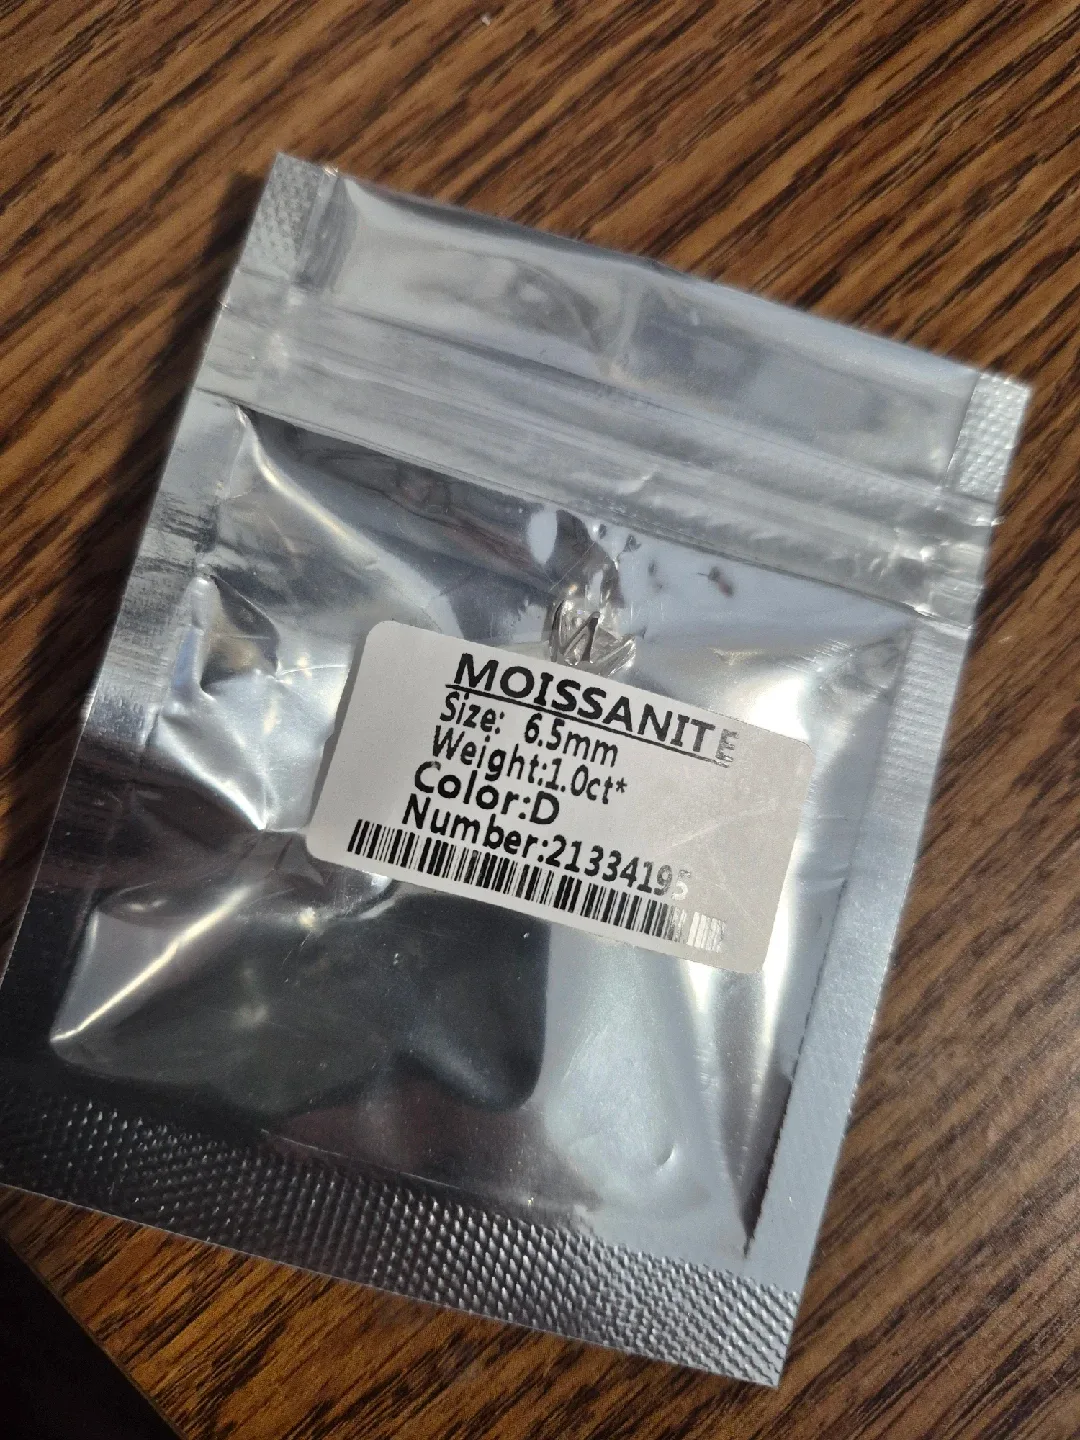 MOISSANITE
Size: 6.5mm
Weight:1.0ct*
Color:D
Number:21334195